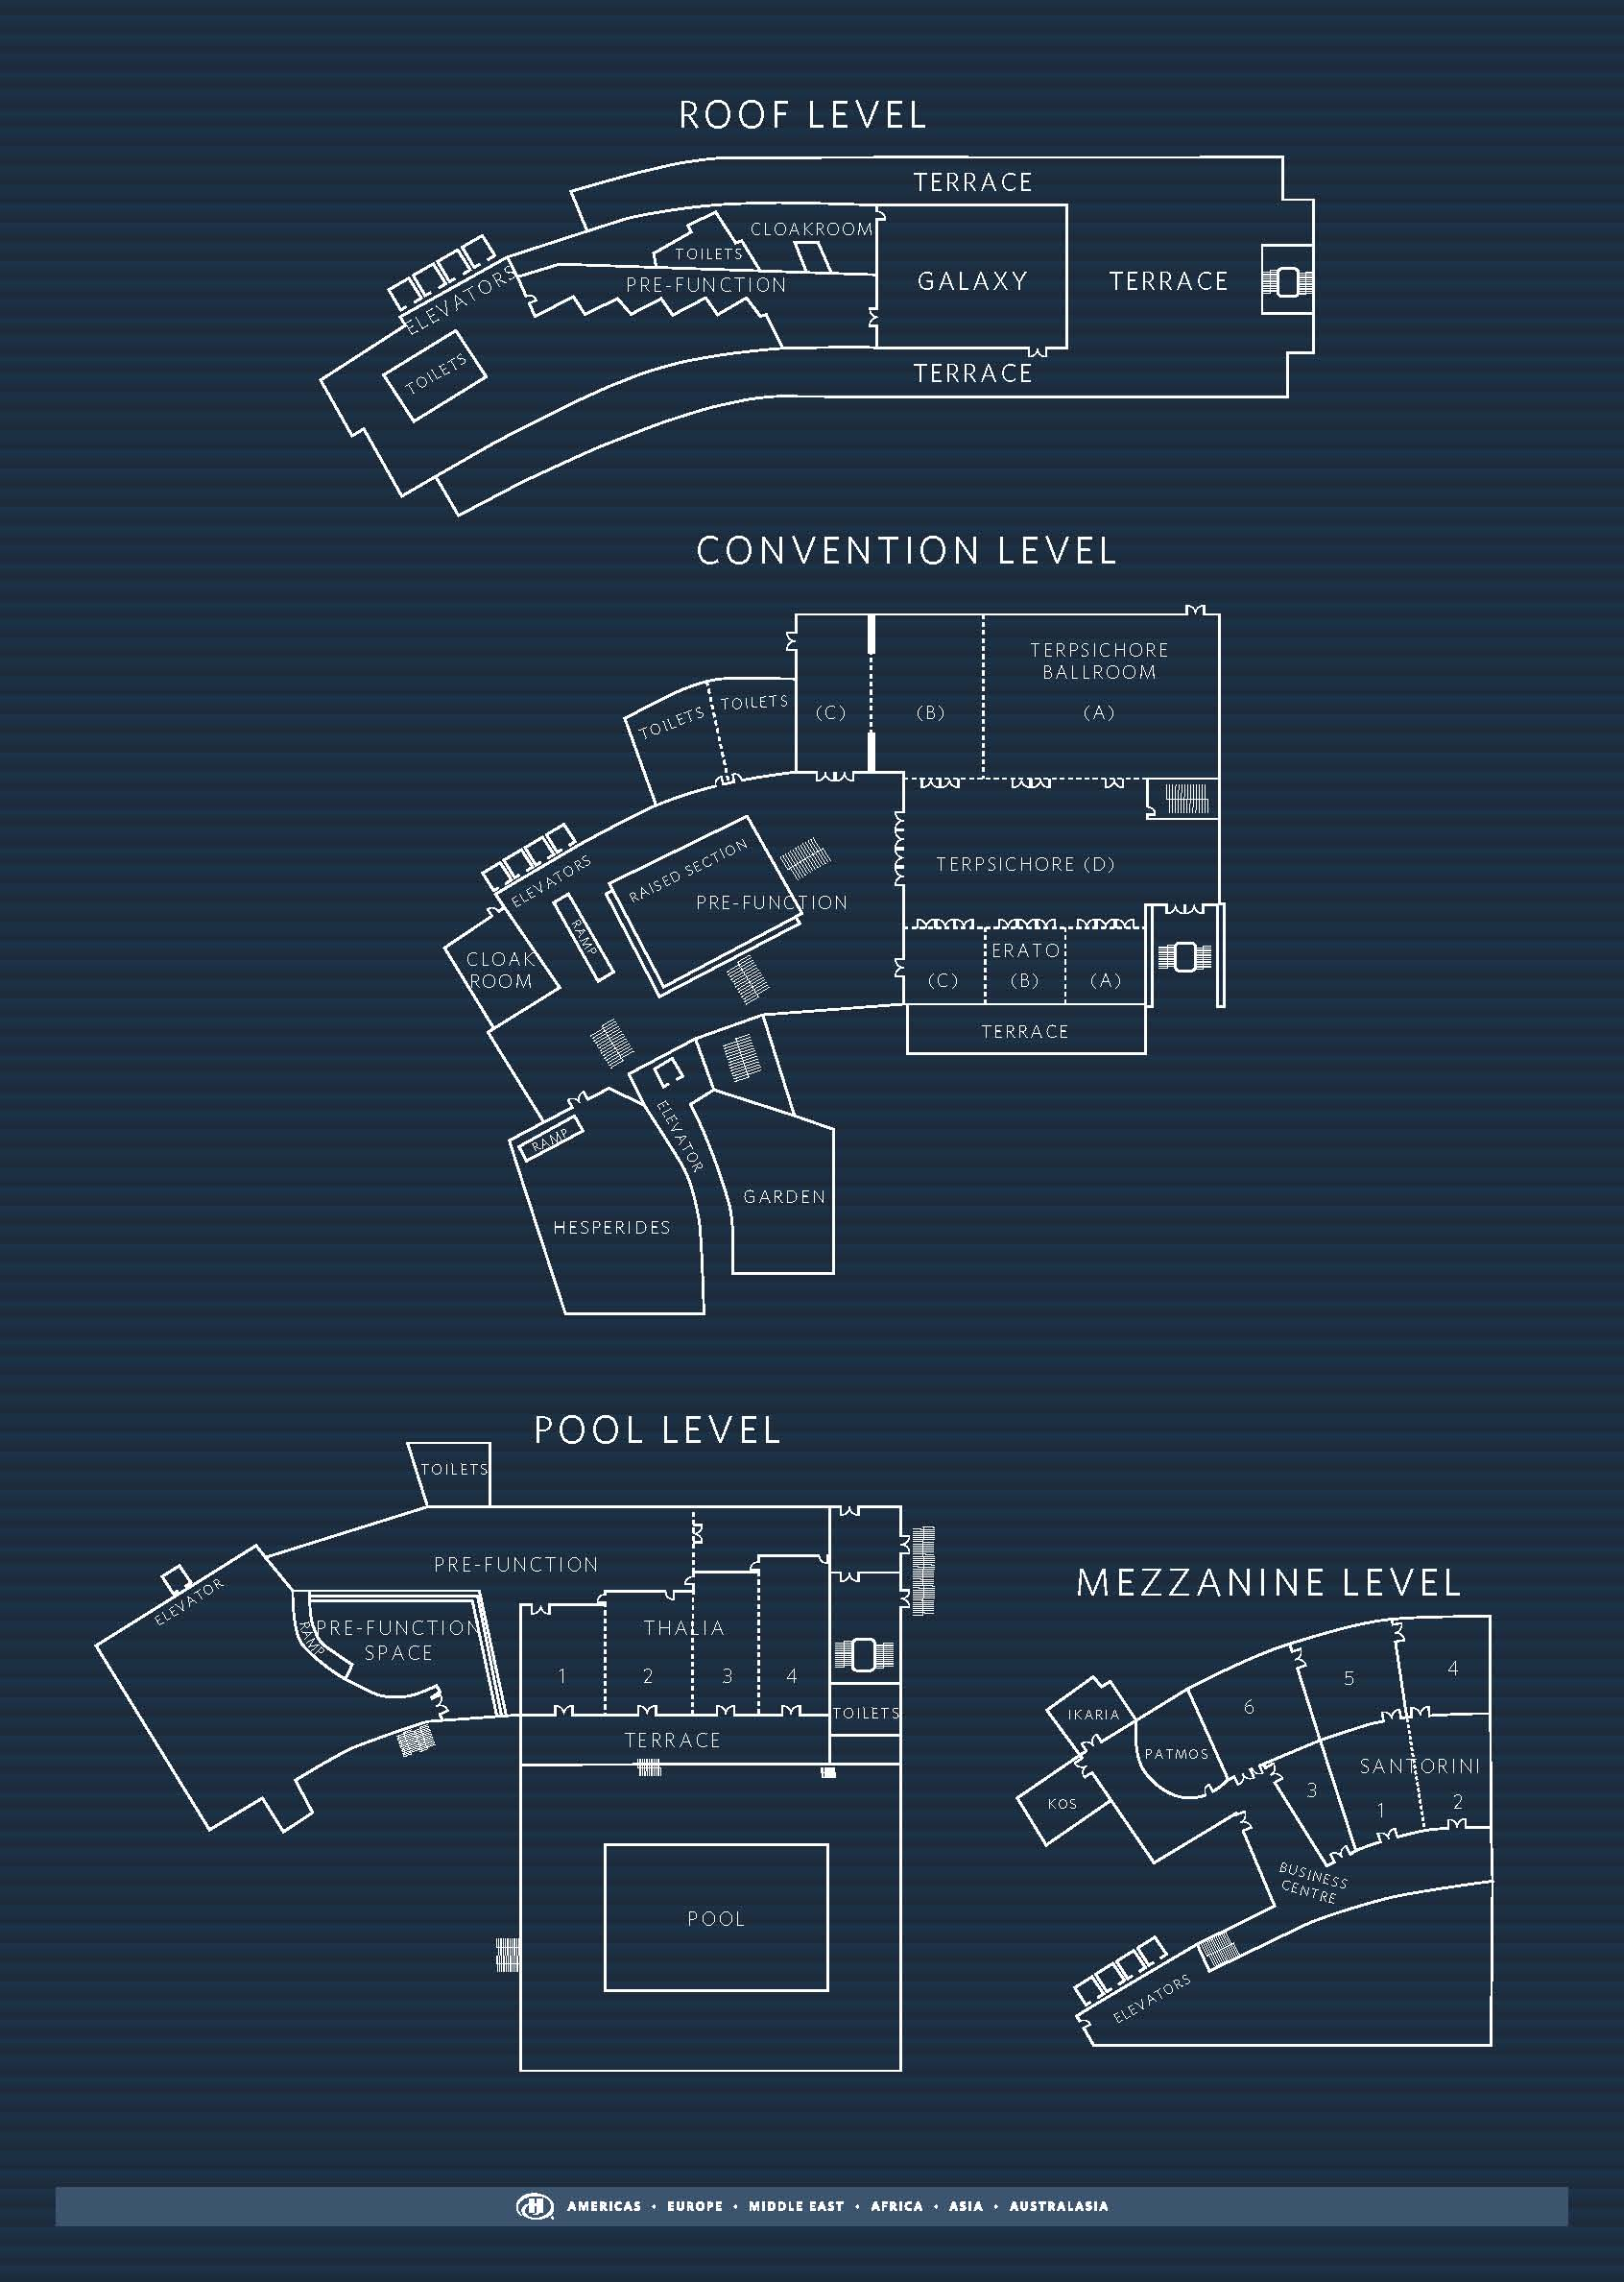 ROOF LEVEL
TERRACE
CLOAKROOM
TOILETS
PRE-FUNCTION
GALAXY
TERRACE
ELEVATORS
TOILETS
TERRACE
CONVENTION LEVEL
TERPSICHORE
BALLROOM
TOILETS
TOILETS
(C)
(B)
(A)
TERPSICHORE (D)
ELEVATORS
RAISED SECTION
PRE-FUNCTION
RAMP
CLOAK
ROOM
ERATO
(C)
(B)
(A)
TERRACE
ELEVATOR
RAMP
GARDEN
HESPERIDES
POOL LEVEL
TOILETS
PRE-FUNCTION
ELEVATOR
RAMP
PRE-FUNCTION
SPACE
THALIA
1
2
3
4
TOILETS
TERRACE
POOL
MEZZANINE LEVEL
4
5
6
IKARIA
PATMOS
SANTORINI
KOS
3
1
2
BUSINESS
CENTRE
ELEVATORS
H AMERICAS • EUROPE • MIDDLE EAST • AFRICA • ASIA • AUSTRALASIA